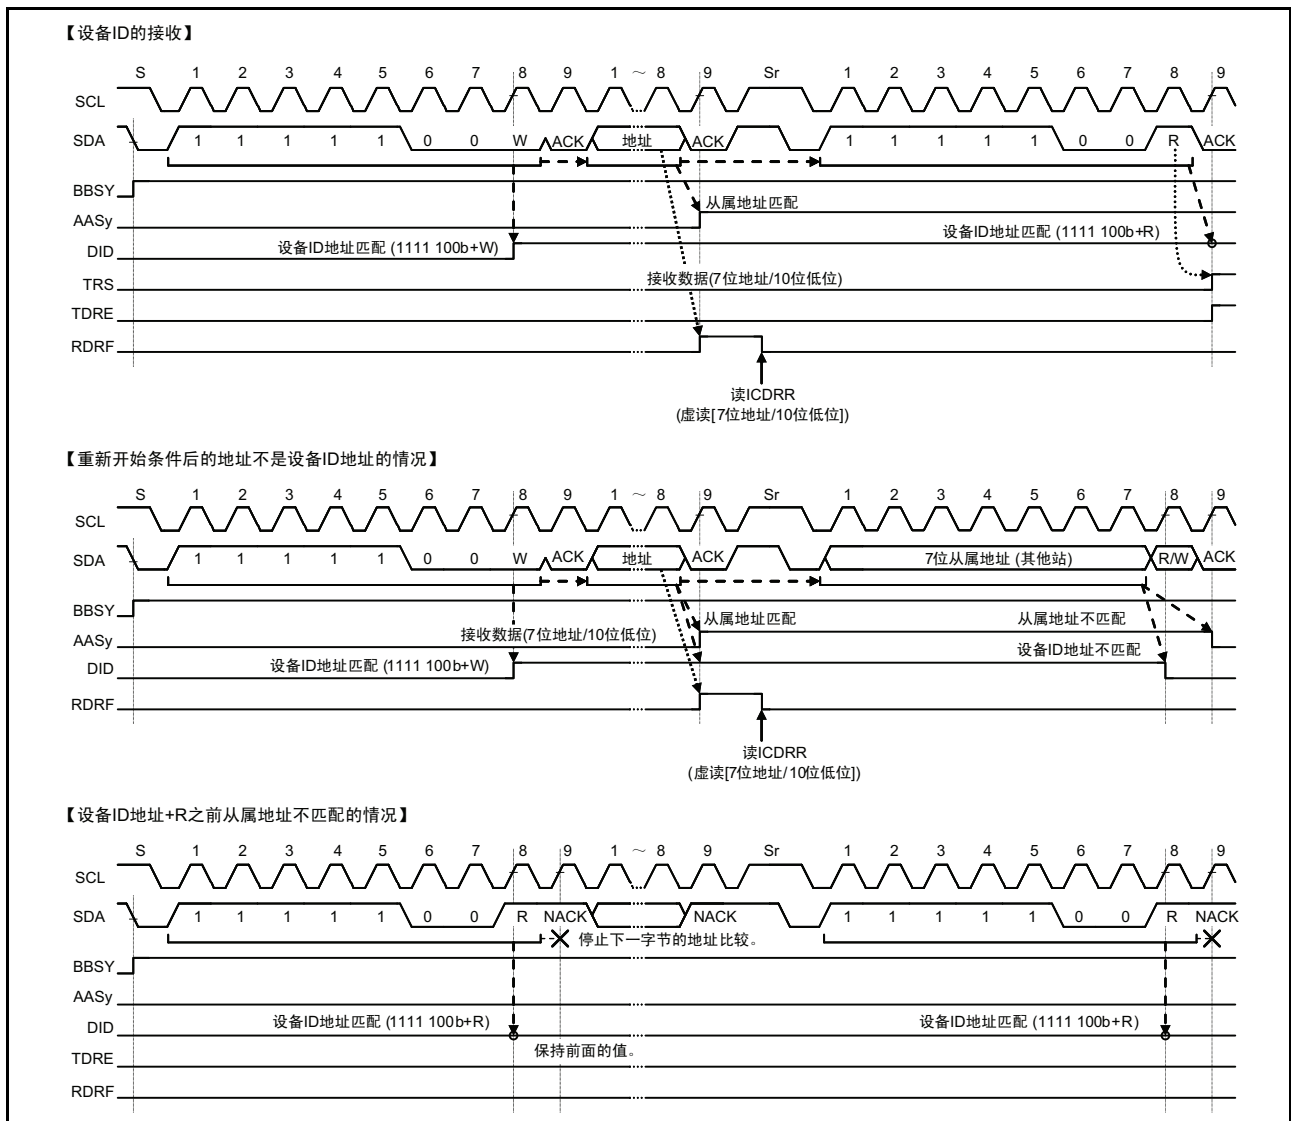 【设备ID的接收】
S 1 2 3 4 5 6 7 8 9 1 ～ 8 9 Sr 1 2 3 4 5 6 7 8 9
SCL
SDA 1 1 1 1 1 0 0 W ACK 地址 ACK 1 1 1 1 1 0 0 R ACK
BBSY
AASy 从属地址匹配
DID 设备ID地址匹配 (1111 100b+W) 设备ID地址匹配 (1111 100b+R)
TRS 接收数据(7位地址/10位低位)
TDRE
RDRF
读ICDRR
(虚读[7位地址/10位低位])
【重新开始条件后的地址不是设备ID地址的情况】
S 1 2 3 4 5 6 7 8 9 1 ～ 8 9 Sr 1 2 3 4 5 6 7 8 9
SCL
SDA 1 1 1 1 1 0 0 W ACK 地址 ACK 7位从属地址 (其他站) R/W ACK
BBSY
从属地址匹配 从属地址不匹配
AASy 接收数据(7位地址/10位低位)
设备ID地址不匹配
DID 设备ID地址匹配 (1111 100b+W)
RDRF
读ICDRR
(虚读[7位地址/10位低位])
【设备ID地址+R之前从属地址不匹配的情况】
S 1 2 3 4 5 6 7 8 9 1 ～ 8 9 Sr 1 2 3 4 5 6 7 8 9
SCL
SDA 1 1 1 1 1 0 0 R NACK NACK 1 1 1 1 1 0 0 R NACK
停止下一字节的地址比较。
BBSY
AASy
DID 设备ID地址匹配 (1111 100b+R) 设备ID地址匹配 (1111 100b+R)
保持前面的值。
TDRE
RDRF